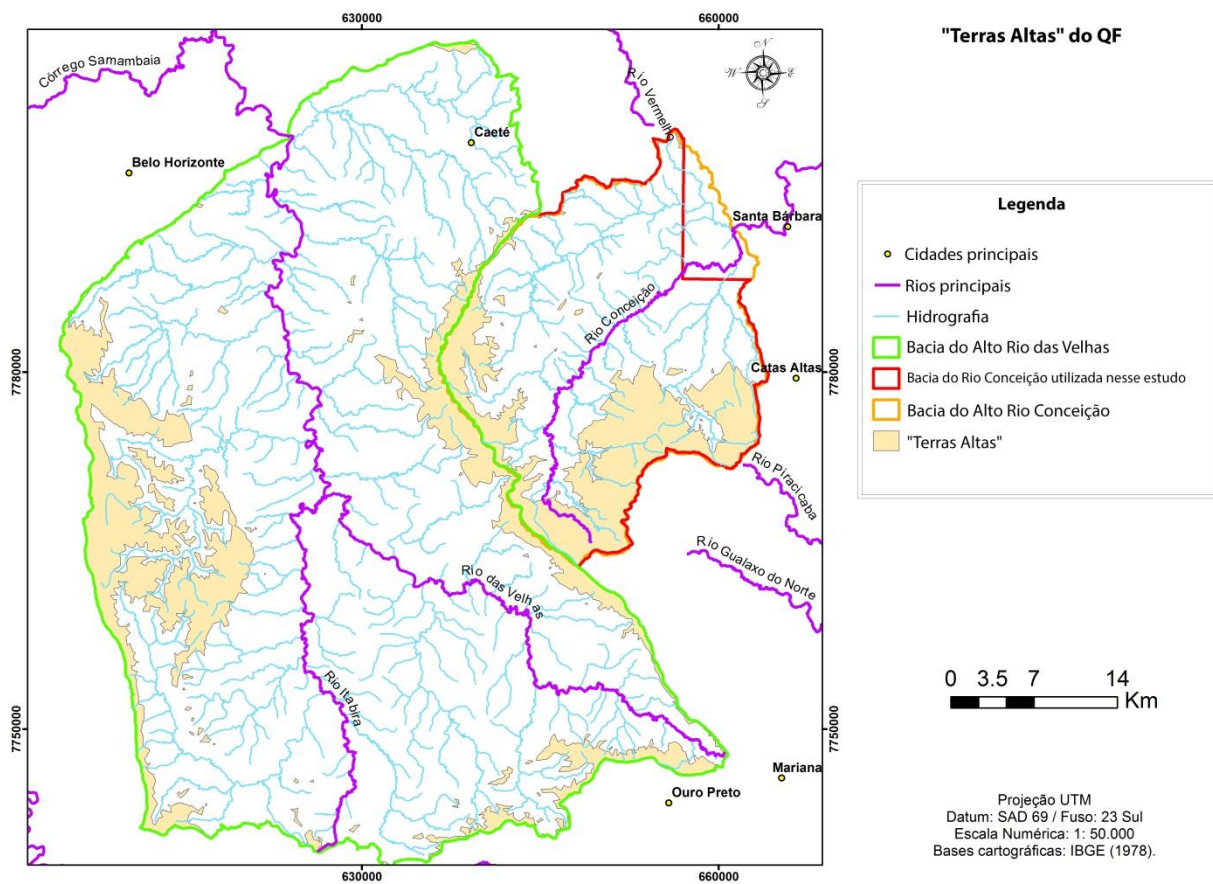 630000
660000
"Terras Altas" do QF
Córrego Samambaia
Rio Vermelho
N
W
E
S
Caeté
Belo Horizonte
Santa Bárbara
Rio Conceição
7780000
Catas Altas
7780000
Rio Piracicaba
Rio Gualaxo do Norte
Rio das Velhas
Rio Itabira
7750000
7750000
Mariana
Ouro Preto
630000
660000
Legenda
Cidades principais
Rios principais
Hidrografia
Bacia do Alto Rio das Velhas
Bacia do Rio Conceição utilizada nesse estudo
Bacia do Alto Rio Conceição
"Terras Altas"
0 3.5 7 14
Km
Projeção UTM
Datum: SAD 69 / Fuso: 23 Sul
Escala Numérica: 1: 50.000
Bases cartográficas: IBGE (1978).